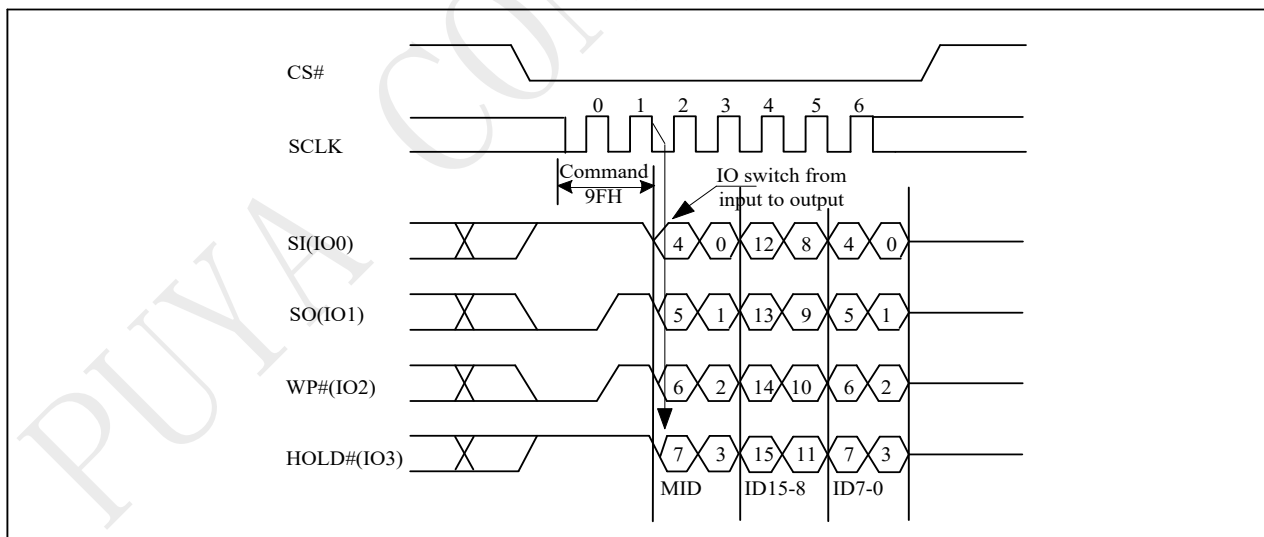 PUYA CON
CS#
0 1 2 3 4 5 6
SCLK
Command
9FH
IO switch from
input to output
SI(IO0)
4 0 12 8 4 0
SO(IO1)
5 1 13 9 5 1
WP#(IO2)
6 2 14 10 6 2
HOLD#(IO3)
7 3 15 11 7 3
MID ID15-8 ID7-0